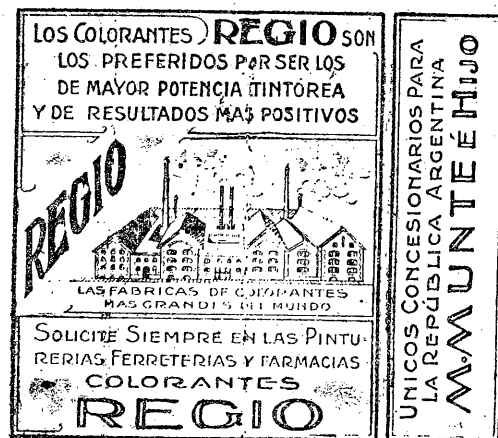 LOS COLORANTES REGIO SON
LOS PREFERIDOS POR SER LOS
DE MAYOR POTENCIA TINTÓREA
Y DE RESULTADOS MAS POSITIVOS
REGIO
LAS FABRICAS DE COLORANTES
MAS GRANDES DEL MUNDO
SOLICITE SIEMPRE EN LAS PINTU-
RERIAS FERRETERIAS Y FARMACIAS
COLORANTES
REGIO
UNICOS CONCESIONARIOS PARA
LA REPÚBLICA ARGENTINA
M. MUNTÉ É HIJO